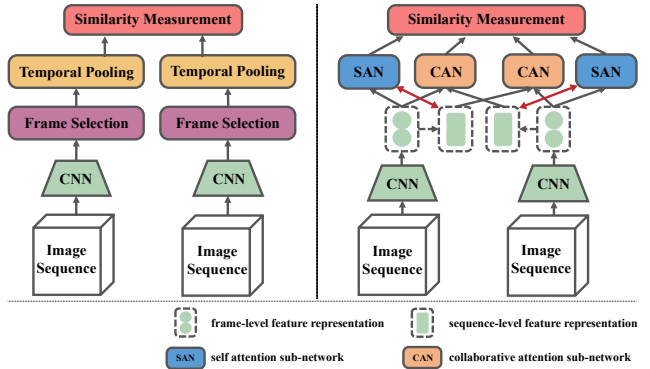 Similarity Measurement
Temporal Pooling
Temporal Pooling
Frame Selection
Frame Selection
CNN
CNN
Image
Sequence
Image
Sequence
Similarity Measurement
SAN
CAN
CAN
SAN
CNN
CNN
Image
Sequence
Image
Sequence
frame-level feature representation
sequence-level feature representation
SAN
self attention sub-network
CAN
collaborative attention sub-network